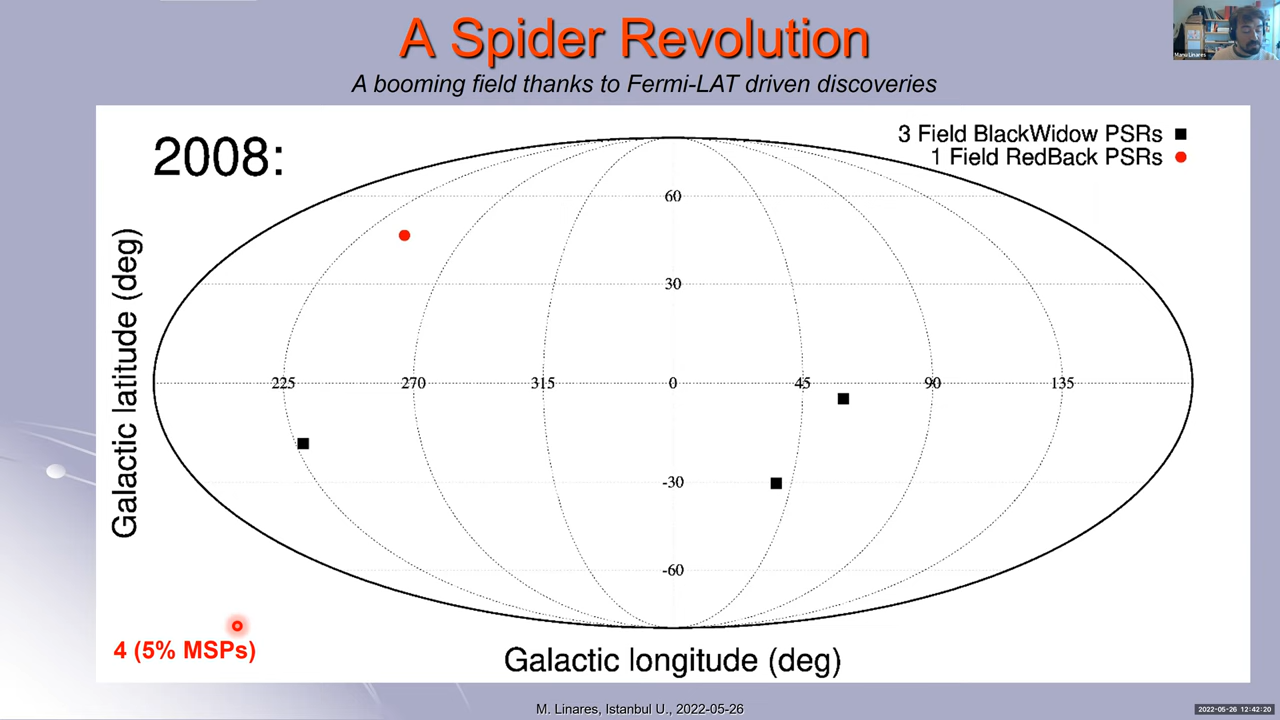 A Spider Revolution
A booming field thanks to Fermi-LAT driven discoveries
Manu Linares
2008:
3 Field BlackWidow PSRs
1 Field RedBack PSRs
Galactic latitude (deg)
60
30
225 270 315 0 45 90 135
-30
-60
4 (5% MSPs)
Galactic longitude (deg)
M. Linares, Istanbul U., 2022-05-26
2022-05-26 12:42:20